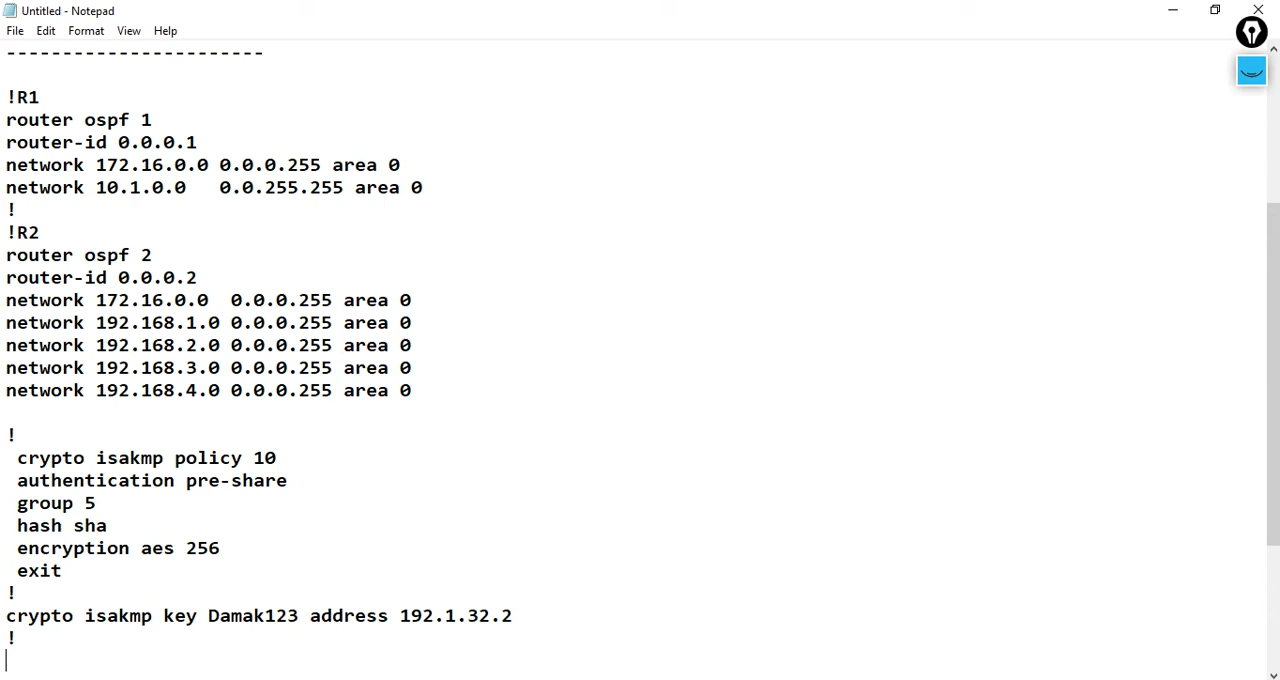 Untitled - Notepad
File Edit Format View Help
-----------------------
!R1
router ospf 1
router-id 0.0.0.1
network 172.16.0.0 0.0.0.255 area 0
network 10.1.0.0   0.0.255.255 area 0
!
!R2
router ospf 2
router-id 0.0.0.2
network 172.16.0.0  0.0.0.255 area 0
network 192.168.1.0 0.0.0.255 area 0
network 192.168.2.0 0.0.0.255 area 0
network 192.168.3.0 0.0.0.255 area 0
network 192.168.4.0 0.0.0.255 area 0
!
 crypto isakmp policy 10
 authentication pre-share
 group 5
 hash sha
 encryption aes 256
 exit
!
crypto isakmp key Damak123 address 192.1.32.2
!